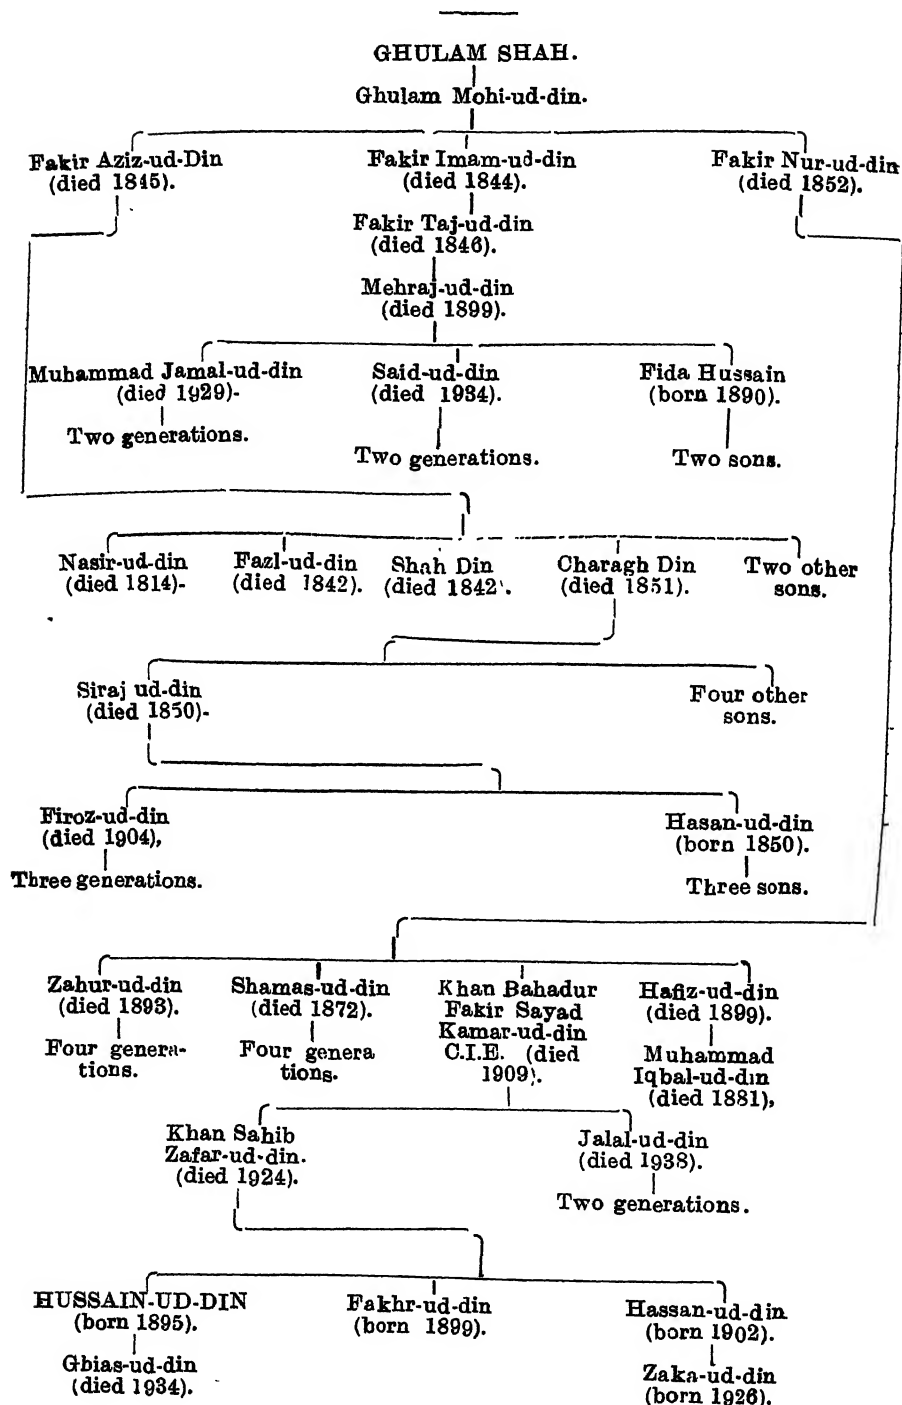 GHULAM SHAH.
Ghulam Mohi-ud-din.
Fakir Aziz-ud-Din
(died 1845).
Fakir Imam-ud-din
(died 1844).
Fakir Nur-ud-din
(died 1852).
Fakir Taj-ud-din
(died 1846).
Mehraj-ud-din
(died 1899).
Muhammad Jamal-ud-din
(died 1929)-
Two generations.
Said-ud-din
(died 1934).
Two generations.
Fida Hussain
(born 1890).
Two sons.
Nasir-ud-din
(died 1814)-
Fazl-ud-din
(died 1842).
Shah Din
(died 1842).
Charagh Din
(died 1851).
Two other
sons.
Siraj ud-din
(died 1850)-
Four other
sons.
Firoz-ud-din
(died 1904),
Three generations.
Hasan-ud-din
(born 1850).
Three sons.
Zahur-ud-din
(died 1893).
Four genera-
tions.
Shamas-ud-din
(died 1872).
Four genera
tions.
Khan Bahadur
Fakir Sayad
Kamar-ud-din
C.I.E. (died
1909).
Hafiz-ud-din
(died 1899).
Muhammad
Iqbal-ud-din
(died 1881),
Khan Sahib
Zafar-ud-din.
(died 1924).
Jalal-ud-din
(died 1938).
Two generations.
HUSSAIN-UD-DIN
(born 1895).
Gbias-ud-din
(died 1934).
Fakhr-ud-din
(born 1899).
Hassan-ud-din
(born 1902).
Zaka-ud-din
(born 1926).